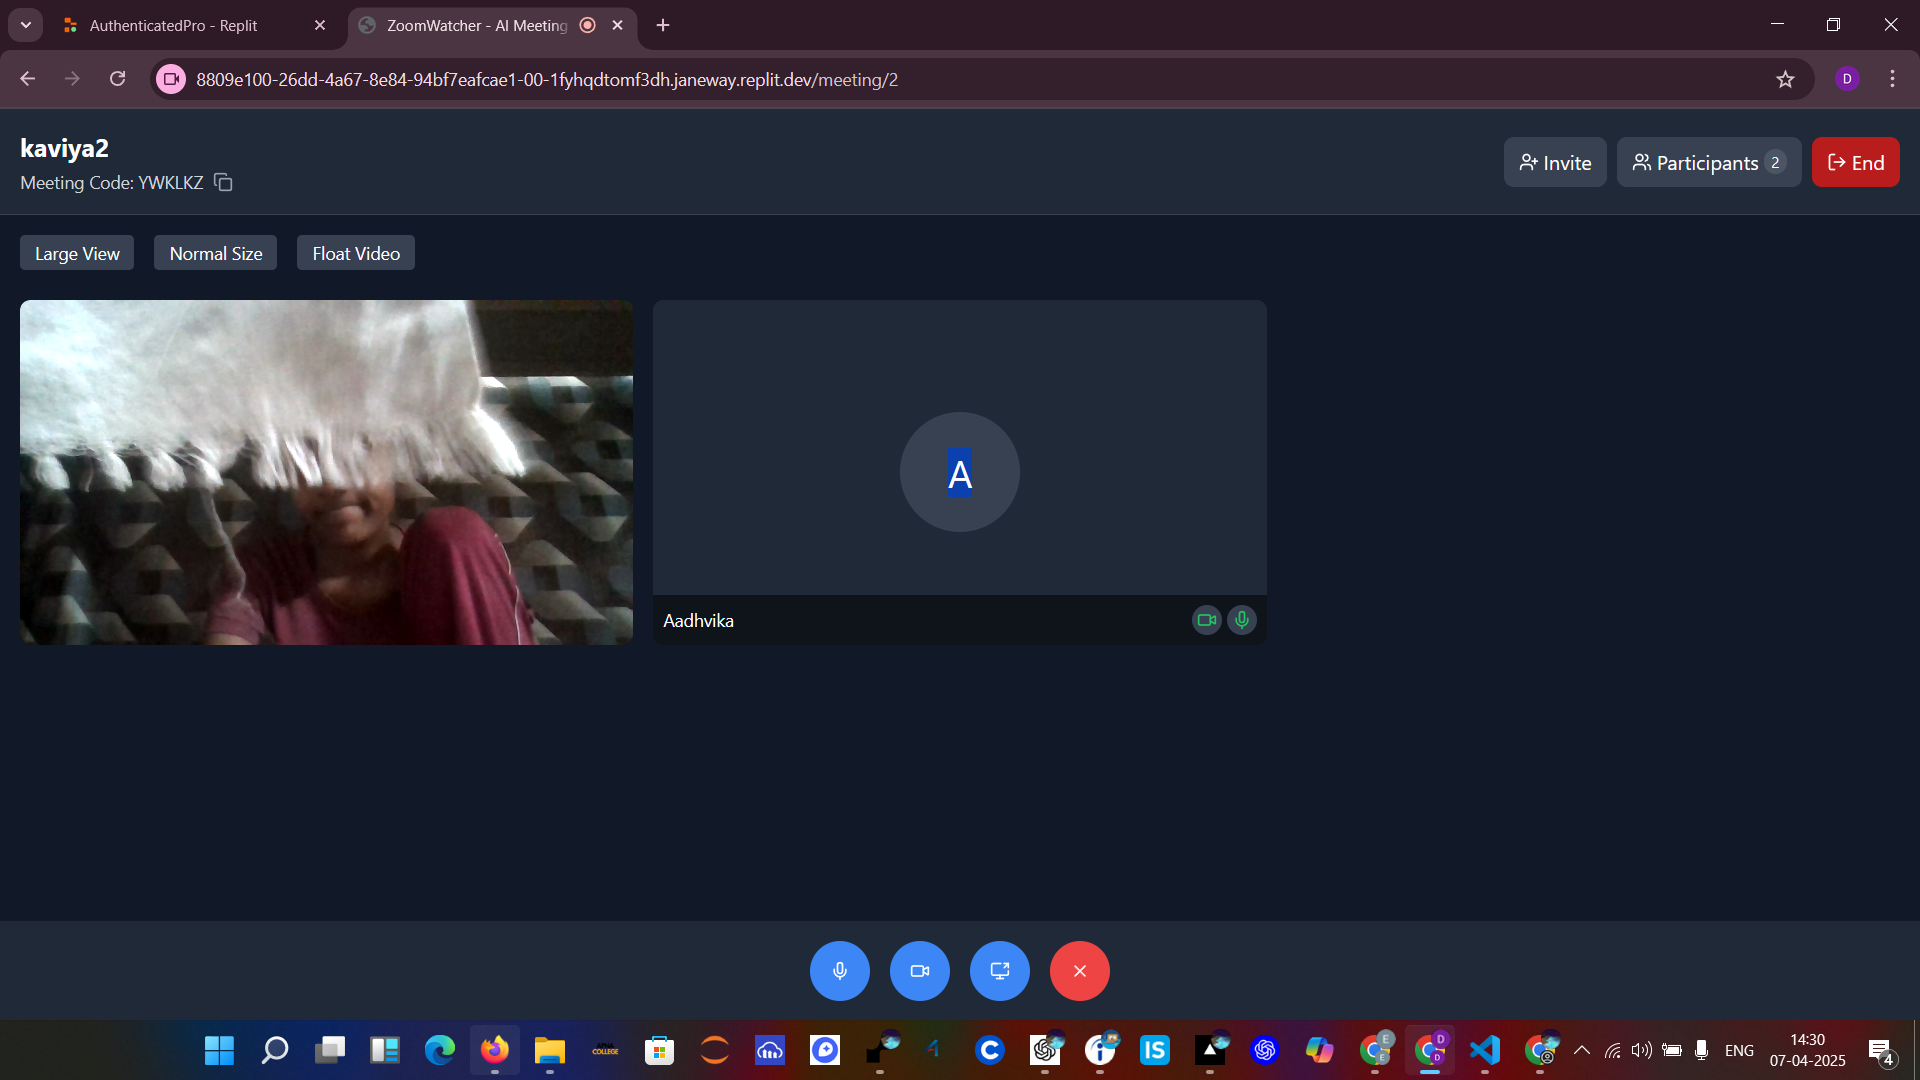 AuthenticatedPro - Replit
ZoomWatcher - AI Meeting
8809e100-26dd-4a67-8e84-94bf7eafcae1-00-1fyhqdtomf3dh.janeway.replit.dev/meeting/2
D
kaviya2
Meeting Code: YWKLKZ
Invite
Participants 2
End
Large View
Normal Size
Float Video
A
Aadhvika
COLLEGE
C
IS
E
E
D
D
ENG
14:30
07-04-2025
4